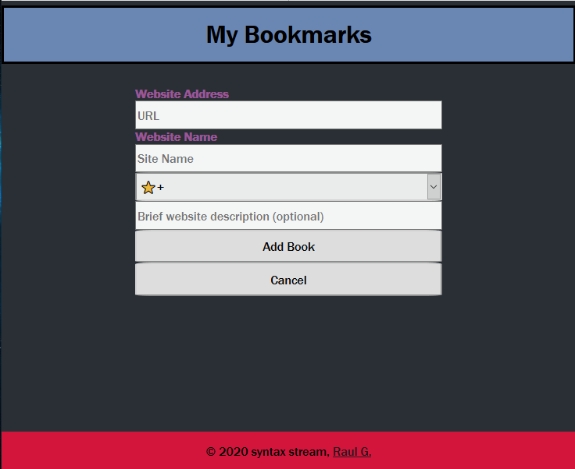 My Bookmarks
Website Address
URL
Website Name
Site Name
⭐+
Brief website description (optional)
Add Book
Cancel
© 2020 syntax stream, Raul G.